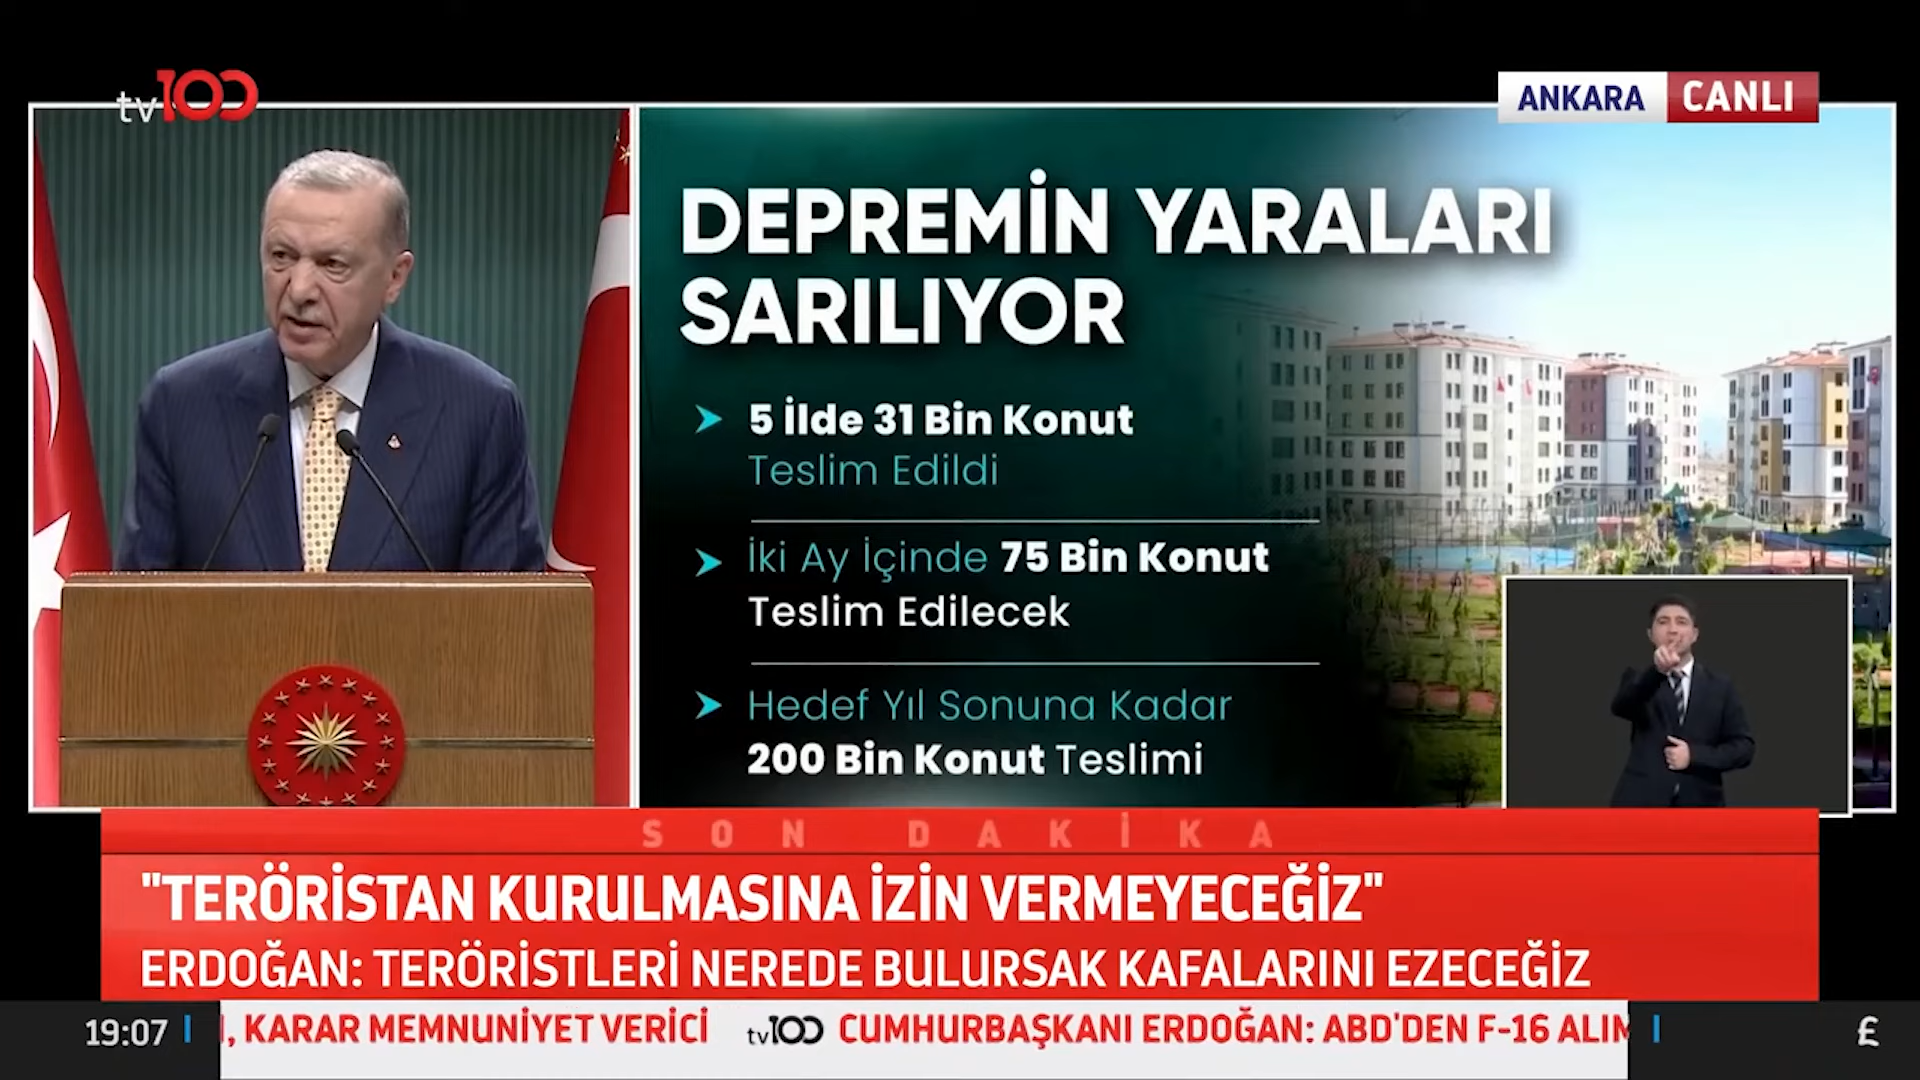 tv100
ANKARA CANLI
DEPREMİN YARALARI
SARILIYOR
5 İlde 31 Bin Konut
Teslim Edildi
İki Ay İçinde 75 Bin Konut
Teslim Edilecek
Hedef Yıl Sonuna Kadar
200 Bin Konut Teslimi
SON DAKİKA
"TERÖRİSTAN KURULMASINA İZİN VERMEYECEĞİZ"
ERDOĞAN: TERÖRİSTLERİ NEREDE BULURSAK KAFALARINI EZECEĞİZ
19:07 , KARAR MEMNUNİYET VERİCİ tv100 CUMHURBAŞKANI ERDOĞAN: ABD'DEN F-16 ALIM £